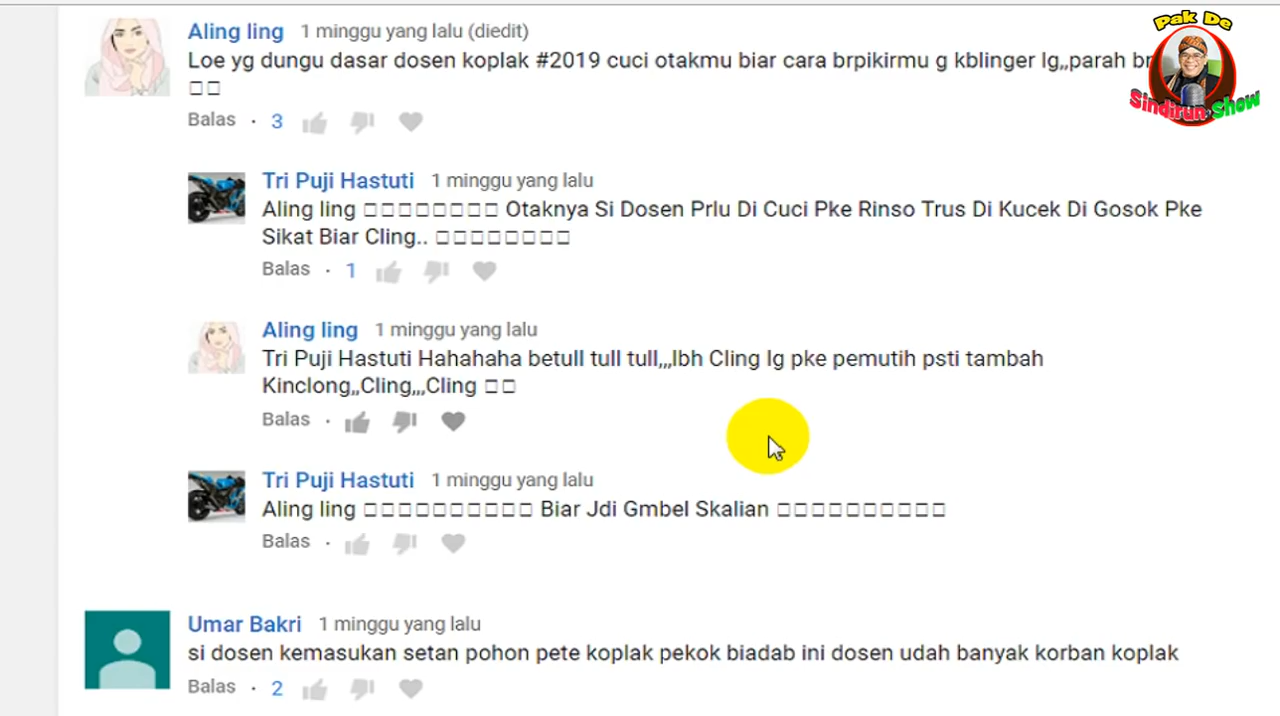 Aling ling 1 minggu yang lalu (diedit)
Loe yg dungu dasar dosen koplak #2019 cuci otakmu biar cara brpikirmu g kblinger lg,,parah
Balas · 3
Tri Puji Hastuti 1 minggu yang lalu
Aling ling □□□□□□□□ Otaknya Si Dosen Prlu Di Cuci Pke Rinso Trus Di Kucek Di Gosok Pke
Sikat Biar Cling.. □□□□□□□□
Balas · 1
Aling ling 1 minggu yang lalu
Tri Puji Hastuti Hahahaha betull tull tull,,,lbh Cling lg pke pemutih psti tambah
Kinclong,,Cling,,,Cling □□
Balas ·
Tri Puji Hastuti 1 minggu yang lalu
Aling ling □□□□□□□□□□ Biar Jdi Gmbel Skalian □□□□□□□□□□
Balas ·
Umar Bakri 1 minggu yang lalu
si dosen kemasukan setan pohon pete koplak pekok biadab ini dosen udah banyak korban koplak
Balas · 2
Pak De
Sindirun Show